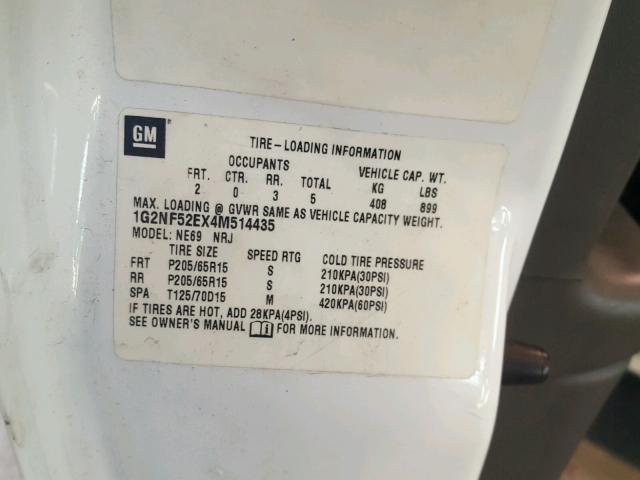 GM
TIRE-LOADING INFORMATION
OCCUPANTS VEHICLE CAP. WT.
FRT. CTR. RR. TOTAL KG LBS
2 0 3 5 408 899
MAX. LOADING @ GVWR SAME AS VEHICLE CAPACITY WEIGHT.
1G2NF52EX4M514435
MODEL: NE69 NRJ
TIRE SIZE SPEED RTG COLD TIRE PRESSURE
FRT P205/65R15 S 210KPA(30PSI)
RR P205/65R15 S 210KPA(30PSI)
SPA T125/70D15 M 420KPA(60PSI)
IF TIRES ARE HOT, ADD 28KPA(4PSI).
SEE OWNER'S MANUAL FOR MORE INFORMATION.